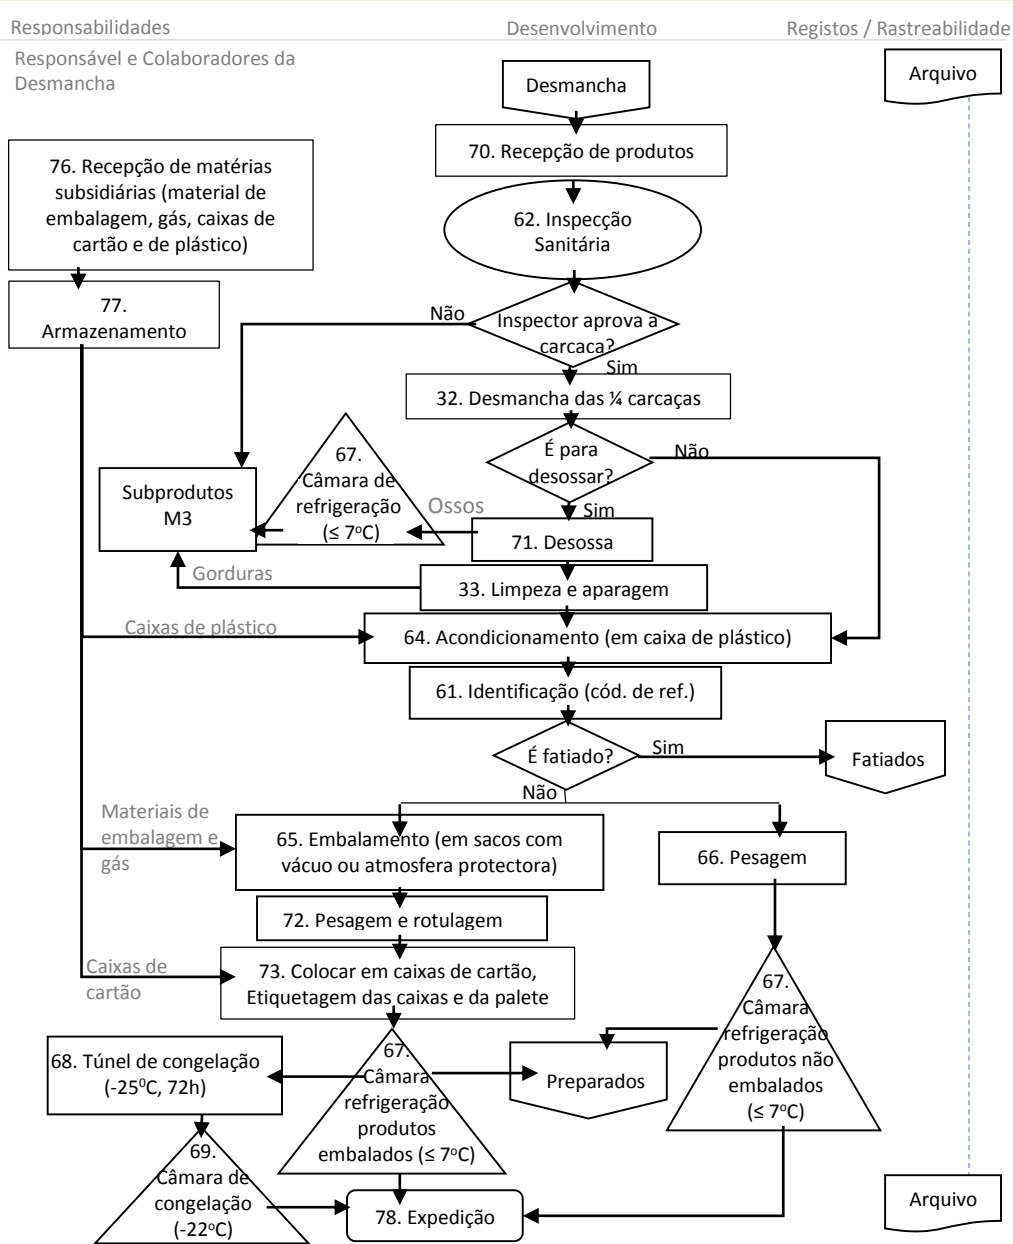 Responsabilidades
Desenvolvimento
Registos / Rastreabilidade
Responsável e Colaboradores da
Desmancha
Desmancha
Arquivo
70. Recepção de produtos
76. Recepção de matérias
subsidiárias (material de
embalagem, gás, caixas de
cartão e de plástico)
62. Inspecção
Sanitária
77.
Armazenamento
Não
Inspector aprova a
carcaca?
Sim
32. Desmancha das ¼ carcaças
É para
desossar?
Não
Sim
67.
Câmara de
refrigeração
(≤ 7ºC)
Subprodutos
M3
Ossos
71. Desossa
Gorduras
33. Limpeza e aparagem
Caixas de plástico
64. Acondicionamento (em caixa de plástico)
61. Identificação (cód. de ref.)
É fatiado?
Sim
Fatiados
Não
Materiais de
embalagem e
gás
65. Embalamento (em sacos com
vácuo ou atmosfera protectora)
66. Pesagem
72. Pesagem e rotulagem
Caixas de
cartão
73. Colocar em caixas de cartão,
Etiquetagem das caixas e da palete
67.
Câmara
refrigeração
produtos não
embalados
(≤ 7ºC)
68. Túnel de congelação
(-25⁰C, 72h)
67.
Câmara
refrigeração
produtos
embalados (≤ 7ºC)
Preparados
69.
Câmara de
congelação
(-22ºC)
78. Expedição
Arquivo